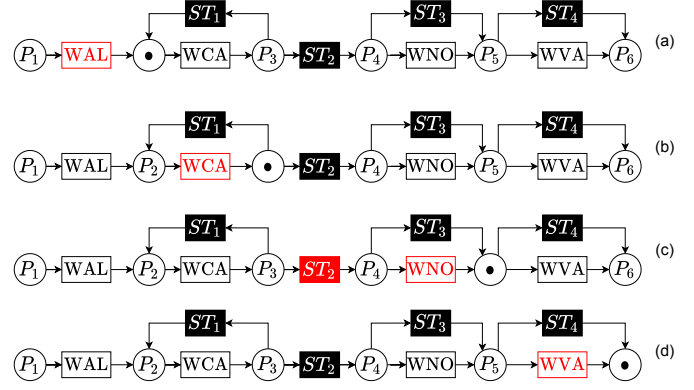 ST₁ ST₃ ST₄
P₁ WAL WCA P₃ ST₂ P₄ WNO P₅ WVA P₆ (a)
ST₁ ST₃ ST₄
P₁ WAL P₂ WCA ST₂ P₄ WNO P₅ WVA P₆ (b)
ST₁ ST₃ ST₄
P₁ WAL P₂ WCA P₃ ST₂ P₄ WNO WVA P₆ (c)
ST₁ ST₃ ST₄
P₁ WAL P₂ WCA P₃ ST₂ P₄ WNO P₅ WVA (d)